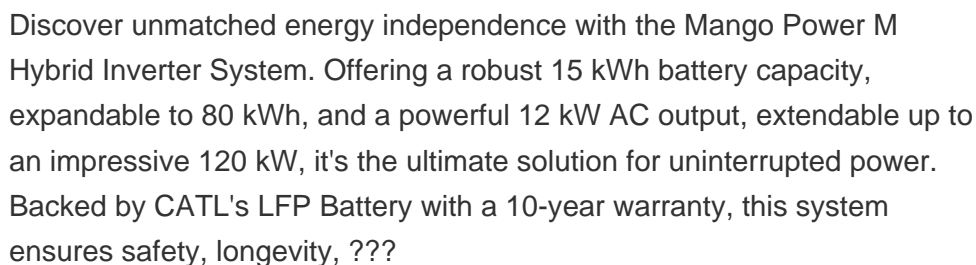 Discover unmatched energy independence with the Mango Power M
Hybrid Inverter System. Offering a robust 15 kWh battery capacity,
expandable to 80 kWh, and a powerful 12 kW AC output, extendable up to
an impressive 120 kW, it's the ultimate solution for uninterrupted power.
Backed by CATL's LFP Battery with a 10-year warranty, this system
ensures safety, longevity, ???